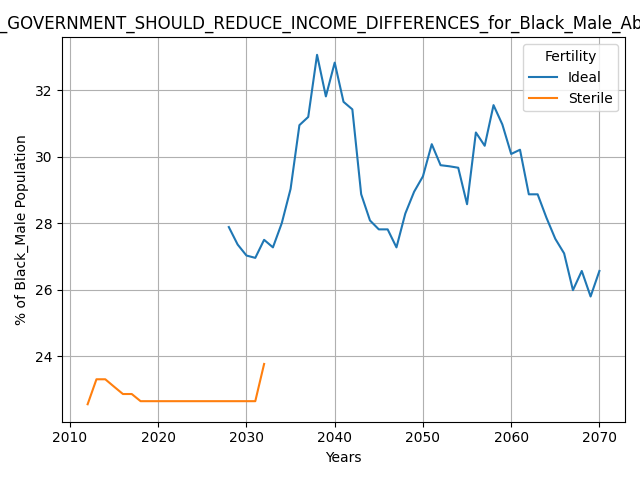 _GOVERNMENT_SHOULD_REDUCE_INCOME_DIFFERENCES_for_Black_Male_Ab
Fertility
Ideal
Sterile
32
30
28
26
24
% of Black_Male Population
2010 2020 2030 2040 2050 2060 2070
Years